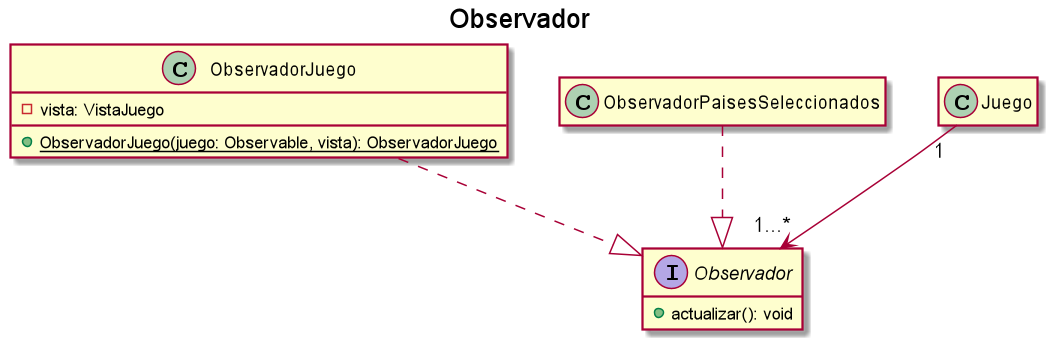 Observador
C ObservadorJuego
vista: VistaJuego
ObservadorJuego(juego: Observable, vista): ObservadorJuego
C ObservadorPaisesSeleccionados
C Juego
1
1...*
I Observador
actualizar(): void